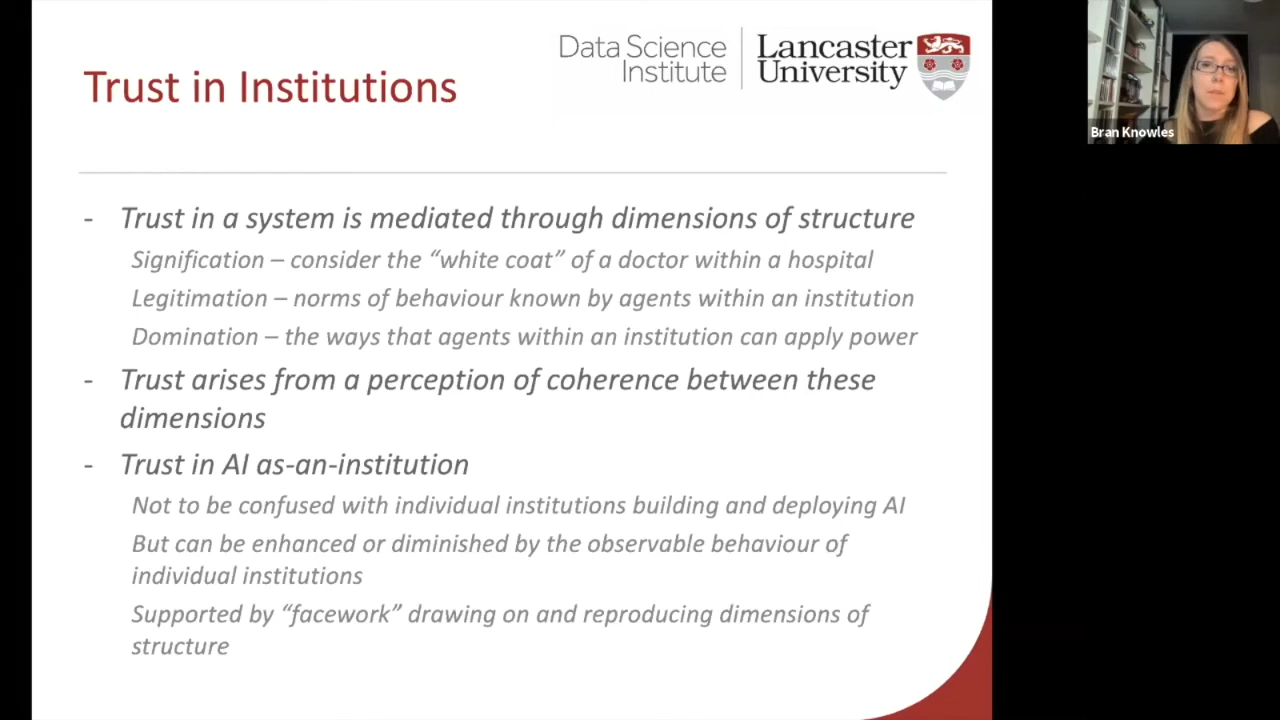 Trust in Institutions
Data Science
Institute
Lancaster
University
Bran Knowles
- Trust in a system is mediated through dimensions of structure
Signification – consider the “white coat” of a doctor within a hospital
Legitimation – norms of behaviour known by agents within an institution
Domination – the ways that agents within an institution can apply power
- Trust arises from a perception of coherence between these
dimensions
- Trust in AI as-an-institution
Not to be confused with individual institutions building and deploying AI
But can be enhanced or diminished by the observable behaviour of
individual institutions
Supported by “facework” drawing on and reproducing dimensions of
structure